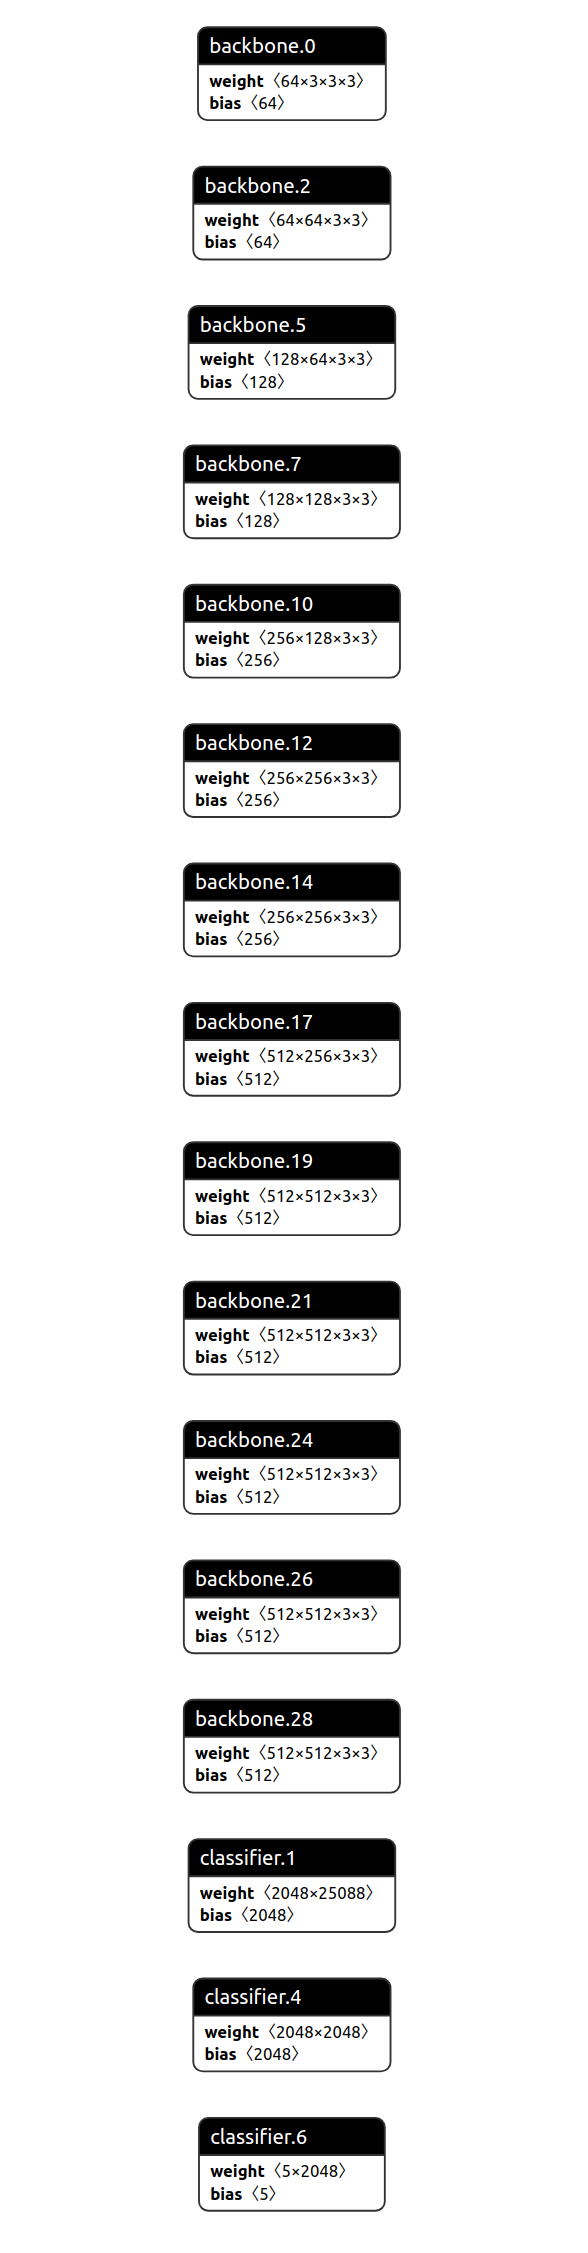 backbone.0
weight〈64×3×3×3〉
bias〈64〉
backbone.2
weight〈64×64×3×3〉
bias〈64〉
backbone.5
weight〈128×64×3×3〉
bias〈128〉
backbone.7
weight〈128×128×3×3〉
bias〈128〉
backbone.10
weight〈256×128×3×3〉
bias〈256〉
backbone.12
weight〈256×256×3×3〉
bias〈256〉
backbone.14
weight〈256×256×3×3〉
bias〈256〉
backbone.17
weight〈512×256×3×3〉
bias〈512〉
backbone.19
weight〈512×512×3×3〉
bias〈512〉
backbone.21
weight〈512×512×3×3〉
bias〈512〉
backbone.24
weight〈512×512×3×3〉
bias〈512〉
backbone.26
weight〈512×512×3×3〉
bias〈512〉
backbone.28
weight〈512×512×3×3〉
bias〈512〉
classifier.1
weight〈2048×25088〉
bias〈2048〉
classifier.4
weight〈2048×2048〉
bias〈2048〉
classifier.6
weight〈5×2048〉
bias〈5〉